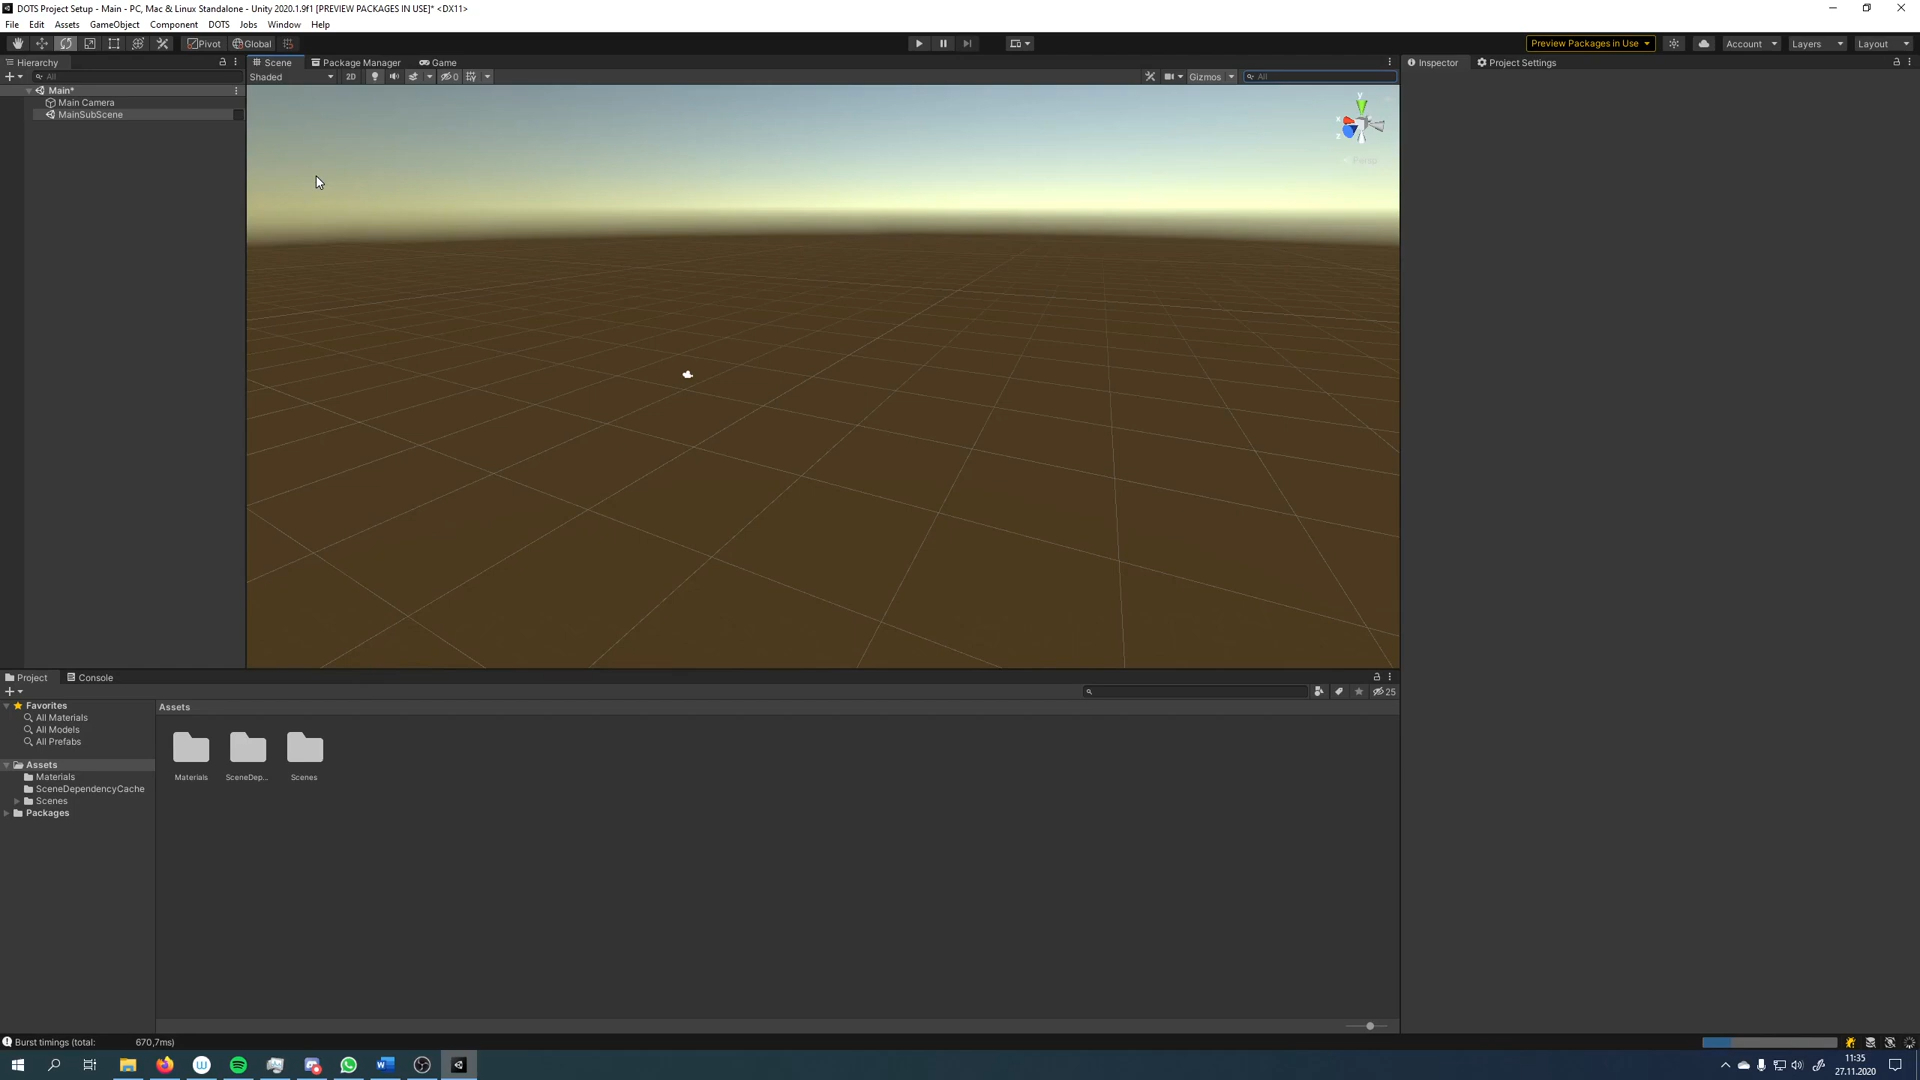 DOTS Project Setup - Main - PC, Mac & Linux Standalone - Unity 2020.1.9f1 [PREVIEW PACKAGES IN USE]* <DX11>
File Edit Assets GameObject Component DOTS Jobs Window Help
Pivot Global Preview Packages in Use Account Layers Layout
Hierarchy Scene Package Manager Game Inspector Project Settings
All Shaded 2D 0 Gizmos All
Main*
Main Camera
MainSubScene
y
x
z
Persp
Project Console
25
Favorites Assets
All Materials
All Models
All Prefabs
Assets
Materials
SceneDependencyCache
Scenes
Packages
Materials SceneDep... Scenes
Burst timings (total: 670,7ms)
11:35
27.11.2020